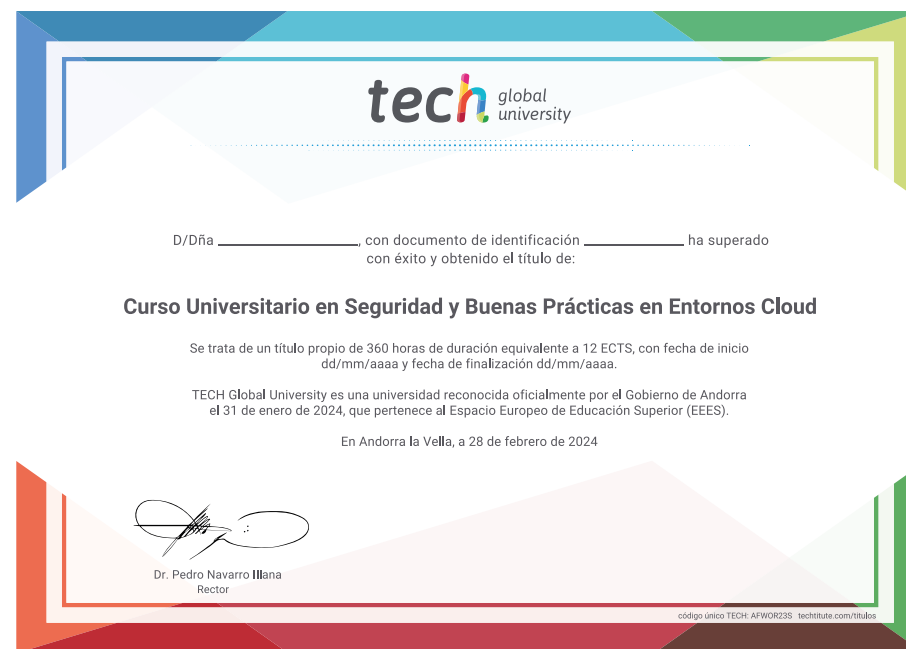 tech global university
D/Dña ____________, con documento de identificación ____________ ha superado
con éxito y obtenido el título de:
Curso Universitario en Seguridad y Buenas Prácticas en Entornos Cloud
Se trata de un título propio de 360 horas de duración equivalente a 12 ECTS, con fecha de inicio
dd/mm/aaaa y fecha de finalización dd/mm/aaaa.
TECH Global University es una universidad reconocida oficialmente por el Gobierno de Andorra
el 31 de enero de 2024, que pertenece al Espacio Europeo de Educación Superior (EEES).
En Andorra la Vella, a 28 de febrero de 2024
Dr. Pedro Navarro Illana
Rector
código único TECH: AFWOR23S techtitute.com/titulos